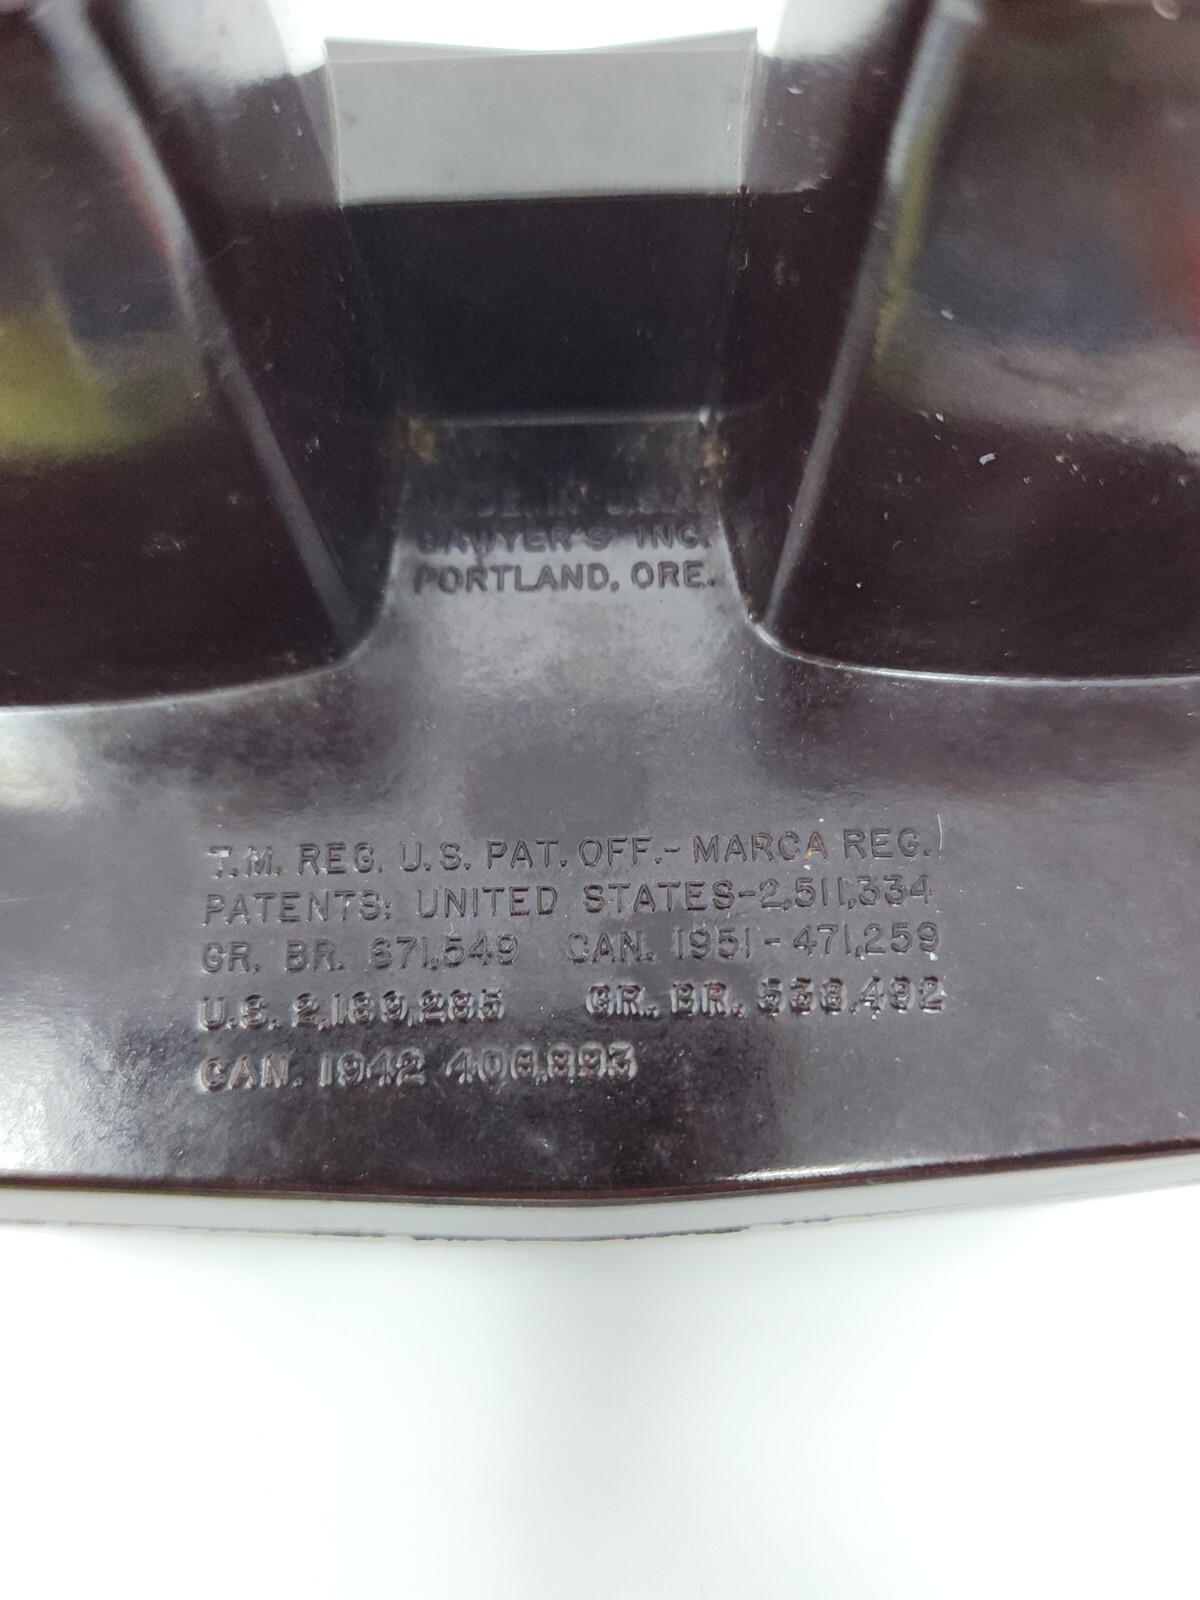 MADE IN U.S.A.
SAWYER'S INC.
PORTLAND, ORE.
T.M. REG. U.S. PAT. OFF.- MARCA REG.
PATENTS: UNITED STATES-2,511,334
GR. BR. 671,549 CAN. 1951-471,259
U.S. 2,189,285 GR. BR. 538,492
CAN. 1942 406,893